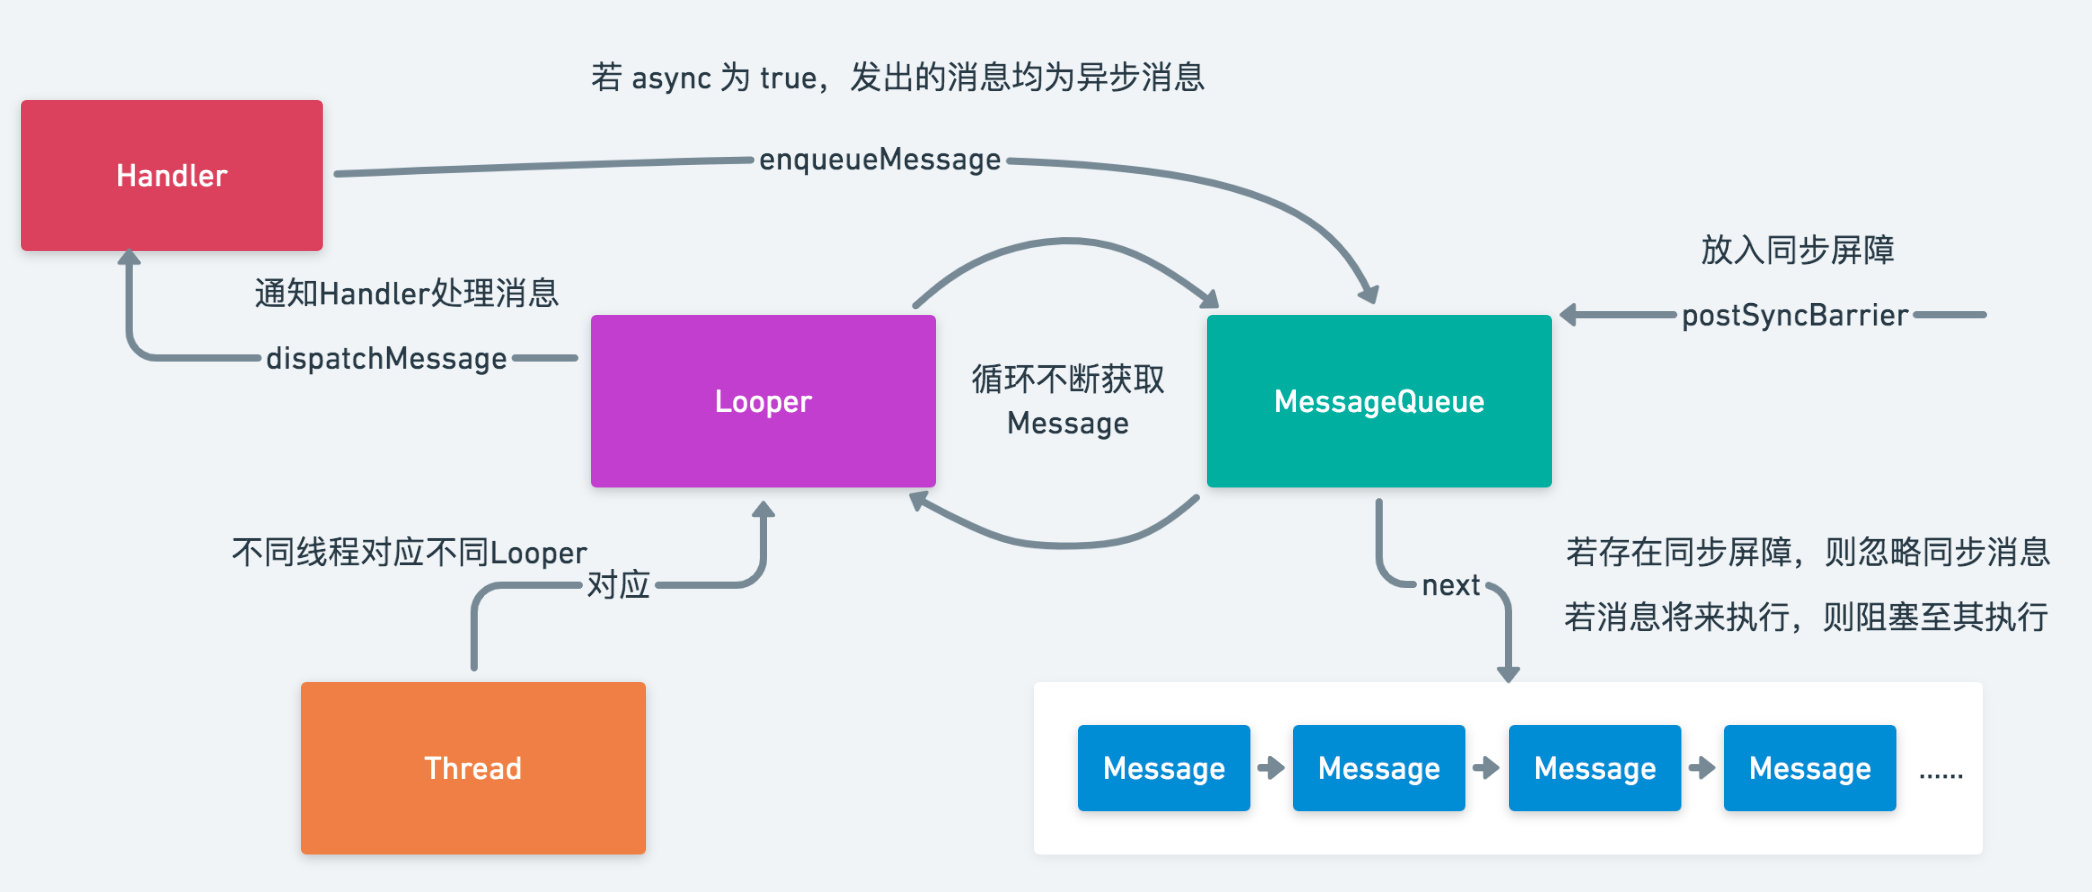 若 async 为 true，发出的消息均为异步消息
Handler
enqueueMessage
放入同步屏障
通知Handler处理消息
postSyncBarrier
dispatchMessage
Looper
循环不断获取
Message
MessageQueue
不同线程对应不同Looper
对应
next
若存在同步屏障，则忽略同步消息
若消息将来执行，则阻塞至其执行
Thread
Message
Message
Message
Message
......